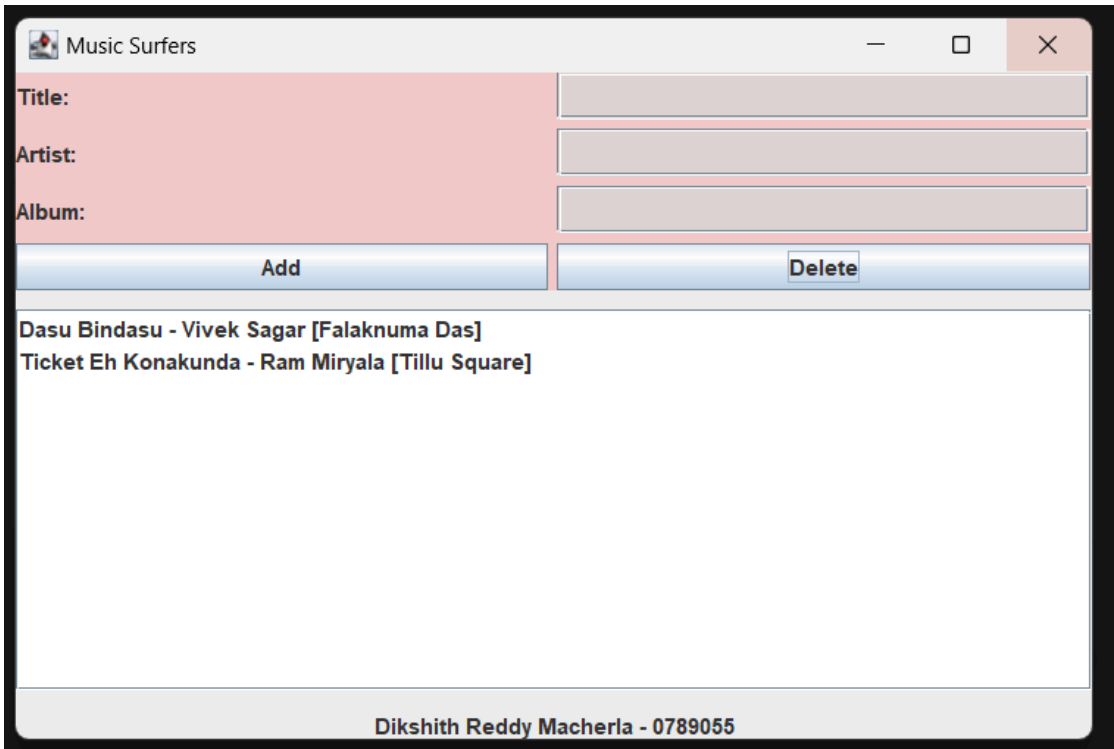 Music Surfers
Title:
Artist:
Album:
Add Delete
Dasu Bindasu - Vivek Sagar [Falaknuma Das]
Ticket Eh Konakunda - Ram Miryala [Tillu Square]
Dikshith Reddy Macherla - 0789055